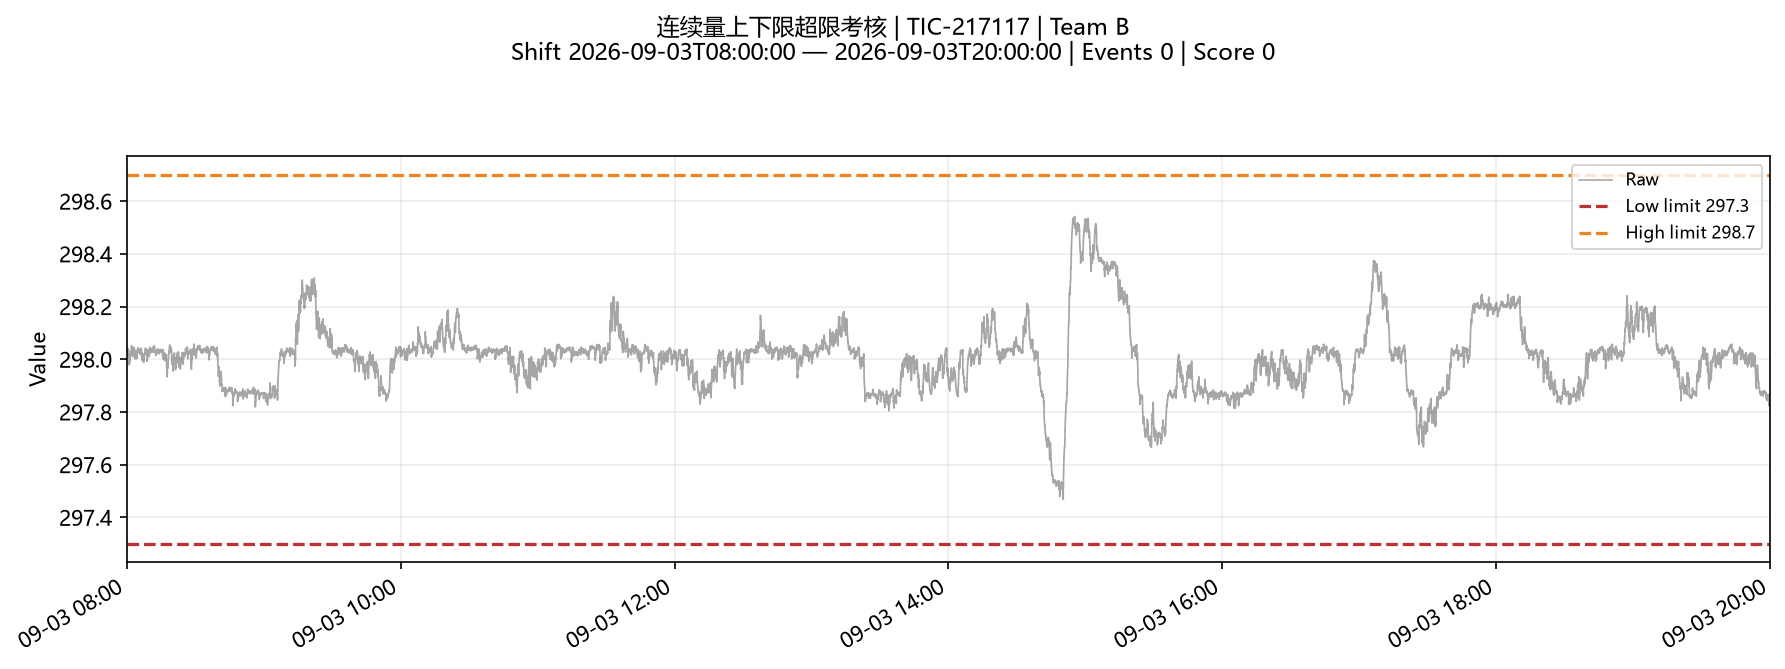 连续量上下限超限考核 | TIC-217117 | Team B
Shift 2026-09-03T08:00:00 — 2026-09-03T20:00:00 | Events 0 | Score 0
Raw
Low limit 297.3
High limit 298.7
Value
298.6
298.4
298.2
298.0
297.8
297.6
297.4
09-03 08:00
09-03 10:00
09-03 12:00
09-03 14:00
09-03 16:00
09-03 18:00
09-03 20:00